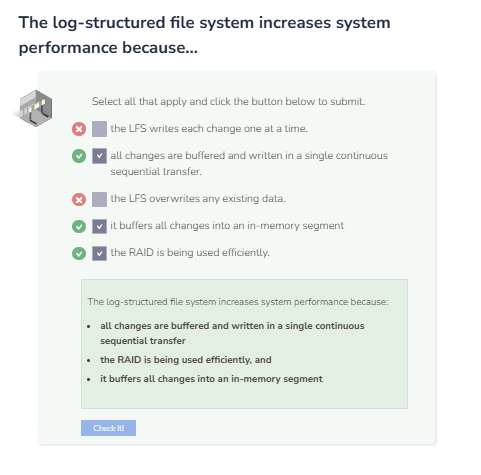 The log-structured file system increases system
performance because...
Select all that apply and click the button below to submit.
the LFS writes each change one at a time.
all changes are buffered and written in a single continuous
sequential transfer.
the LFS overwrites any existing data.
it buffers all changes into an in-memory segment
the RAID is being used efficiently.
The log-structured file system increases system performance because:
• all changes are buffered and written in a single continuous
sequential transfer
• the RAID is being used efficiently, and
• it buffers all changes into an in-memory segment
Check It!